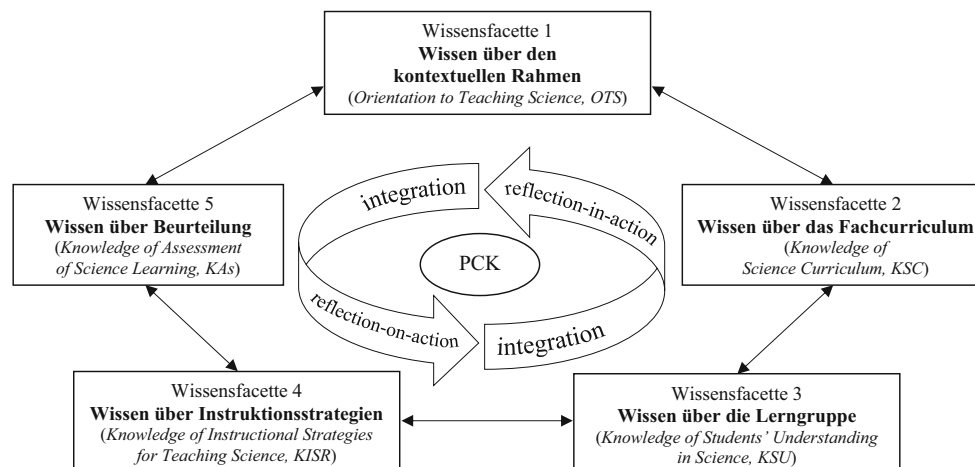 Wissensfacette 1
Wissen über den
kontextuellen Rahmen
(Orientation to Teaching Science, OTS)
Wissensfacette 5
Wissen über Beurteilung
(Knowledge of Assessment
of Science Learning, KAs)
integration
reflection-in-action
PCK
reflection-on-action
integration
Wissensfacette 2
Wissen über das Fachcurriculum
(Knowledge of
Science Curriculum, KSC)
Wissensfacette 4
Wissen über Instruktionsstrategien
(Knowledge of Instructional Strategies
for Teaching Science, KISR)
Wissensfacette 3
Wissen über die Lerngruppe
(Knowledge of Students’ Understanding
in Science, KSU)